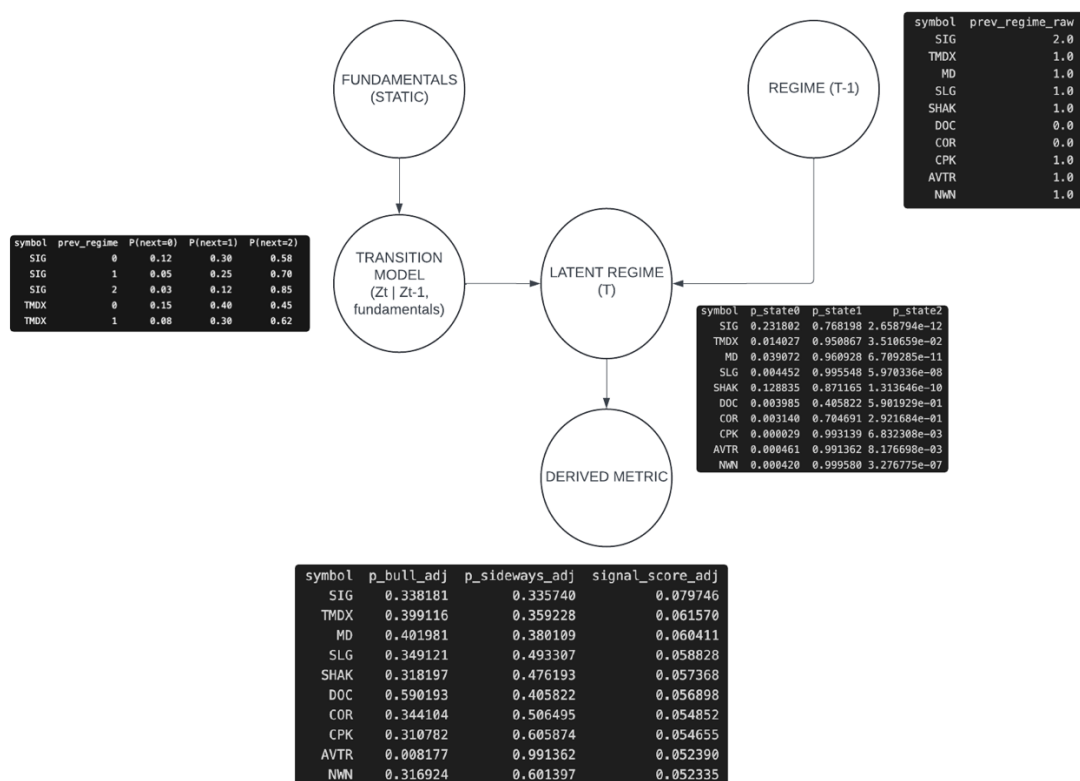 FUNDAMENTALS
(STATIC)
REGIME (T-1)
symbol prev_regime_raw
SIG 2.0
TMDX 1.0
MD 1.0
SLG 1.0
SHAK 1.0
DOC 0.0
COR 0.0
CPK 1.0
AVTR 1.0
NWN 1.0
symbol prev_regime P(next=0) P(next=1) P(next=2)
SIG 0 0.12 0.30 0.58
SIG 1 0.05 0.25 0.70
SIG 2 0.03 0.12 0.85
TMDX 0 0.15 0.40 0.45
TMDX 1 0.08 0.30 0.62
TRANSITION
MODEL
(Zt | Zt-1,
fundamentals)
LATENT REGIME
(T)
symbol p_state0 p_state1 p_state2
SIG 0.231802 0.768198 2.658794e-12
TMDX 0.014027 0.950867 3.510659e-02
MD 0.039072 0.960928 6.709285e-11
SLG 0.004452 0.995548 5.970336e-08
SHAK 0.128835 0.871165 1.313646e-10
DOC 0.003985 0.405822 5.901929e-01
COR 0.003140 0.704691 2.921684e-01
CPK 0.000029 0.993139 6.832308e-03
AVTR 0.000461 0.991362 8.176698e-03
NWN 0.000420 0.999580 3.276775e-07
DERIVED METRIC
symbol p_bull_adj p_sideways_adj signal_score_adj
SIG 0.338181 0.335740 0.079746
TMDX 0.399116 0.359228 0.061570
MD 0.401981 0.380109 0.060411
SLG 0.349121 0.493307 0.058828
SHAK 0.318197 0.476193 0.057368
DOC 0.590193 0.405822 0.056898
COR 0.344104 0.506495 0.054852
CPK 0.310782 0.605874 0.054655
AVTR 0.008177 0.991362 0.052390
NWN 0.316924 0.601397 0.052335